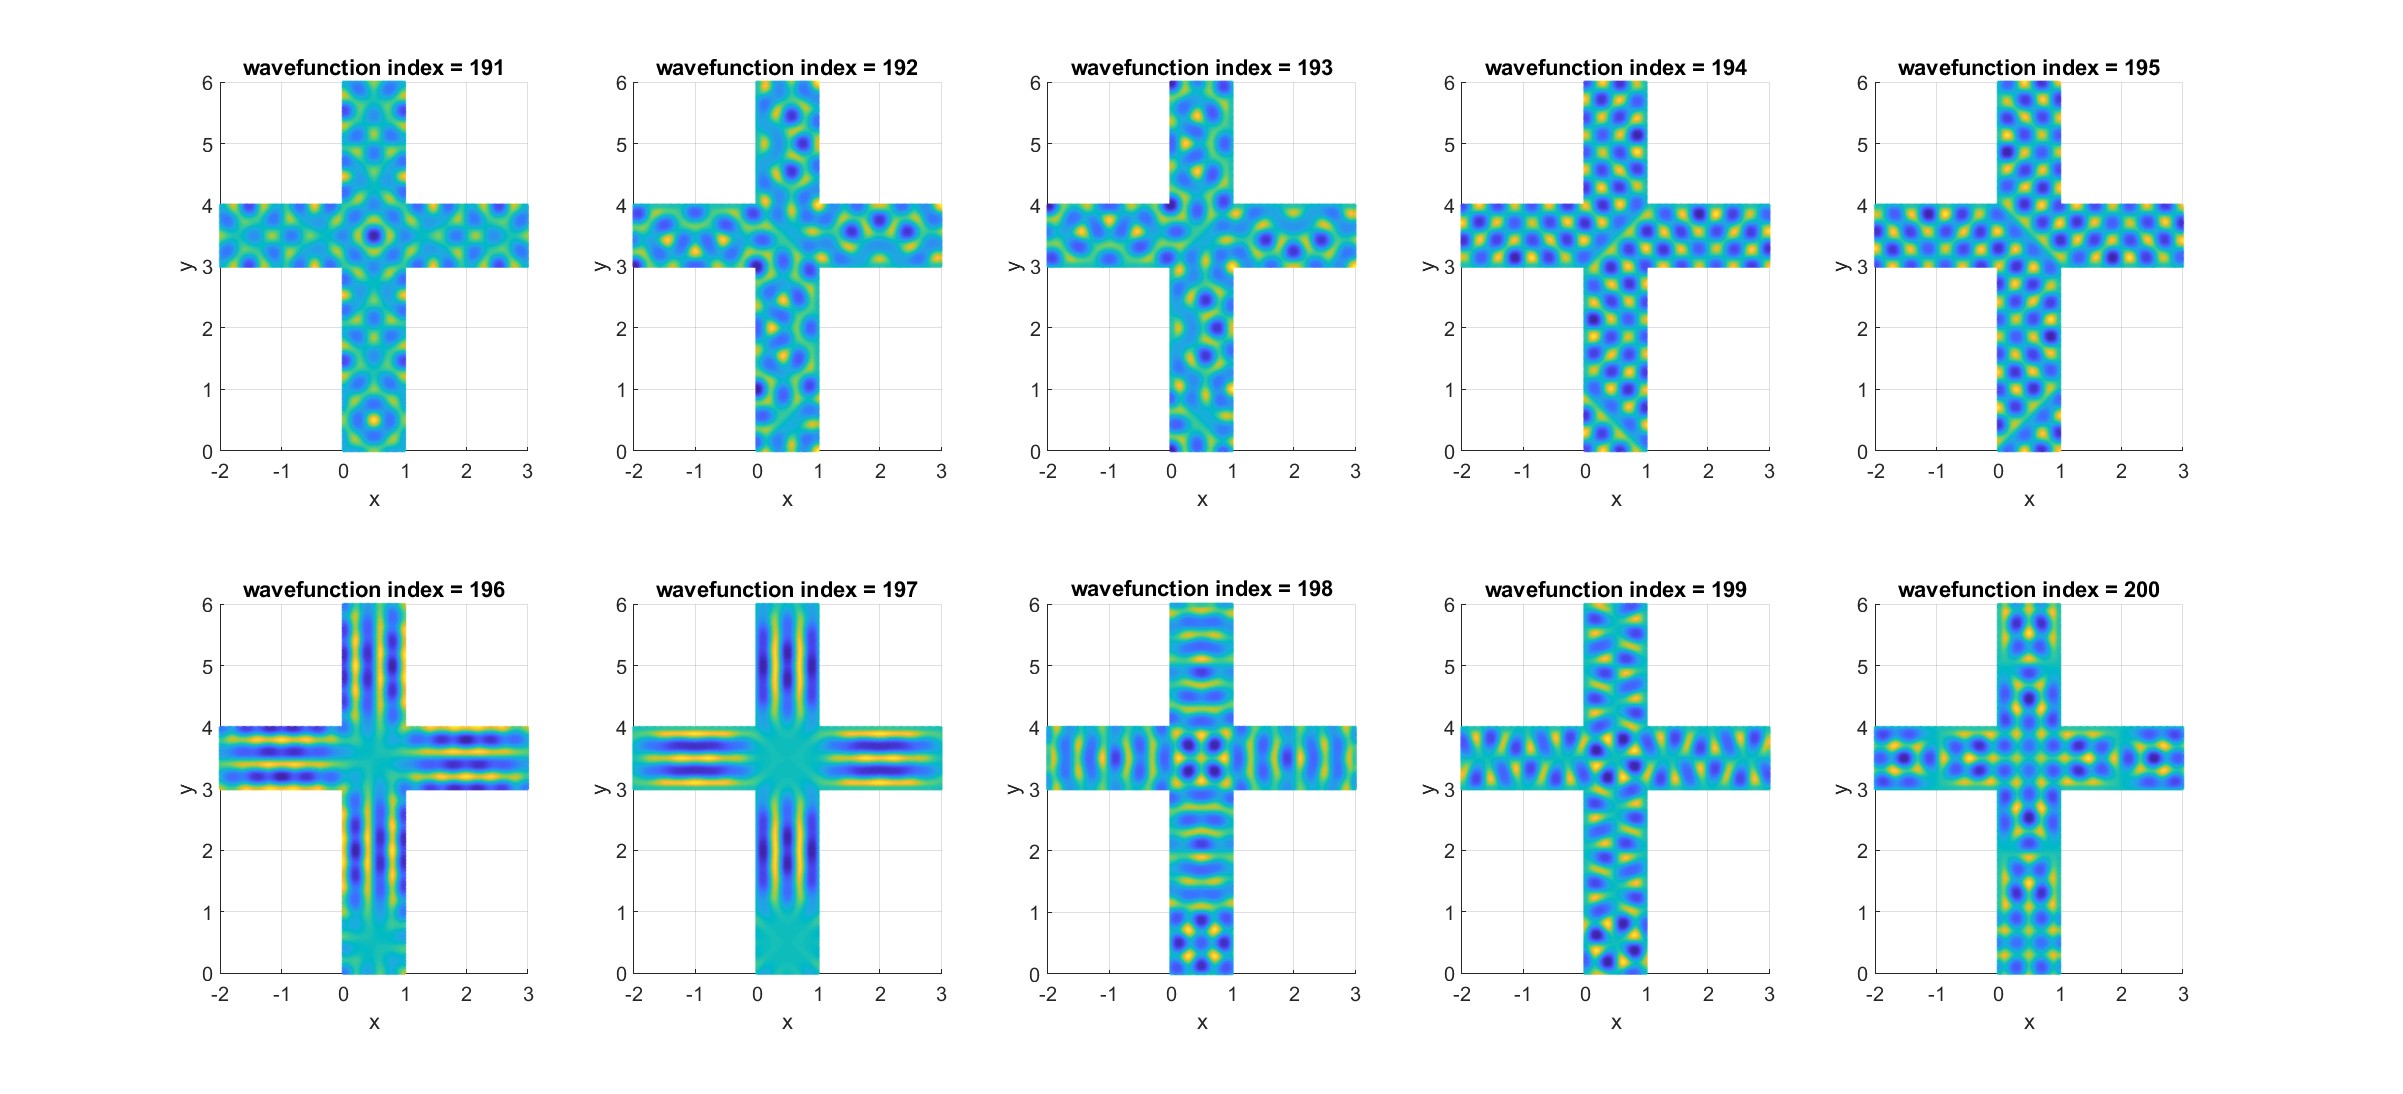 wavefunction index = 191
6
5
4
3
2
1
0
y
-2 -1 0 1 2 3
x
wavefunction index = 192
6
5
4
3
2
1
0
y
-2 -1 0 1 2 3
x
wavefunction index = 193
6
5
4
3
2
1
0
y
-2 -1 0 1 2 3
x
wavefunction index = 194
6
5
4
3
2
1
0
y
-2 -1 0 1 2 3
x
wavefunction index = 195
6
5
4
3
2
1
0
y
-2 -1 0 1 2 3
x
wavefunction index = 196
6
5
4
3
2
1
0
y
-2 -1 0 1 2 3
x
wavefunction index = 197
6
5
4
3
2
1
0
y
-2 -1 0 1 2 3
x
wavefunction index = 198
6
5
4
3
2
1
0
y
-2 -1 0 1 2 3
x
wavefunction index = 199
6
5
4
3
2
1
0
y
-2 -1 0 1 2 3
x
wavefunction index = 200
6
5
4
3
2
1
0
y
-2 -1 0 1 2 3
x